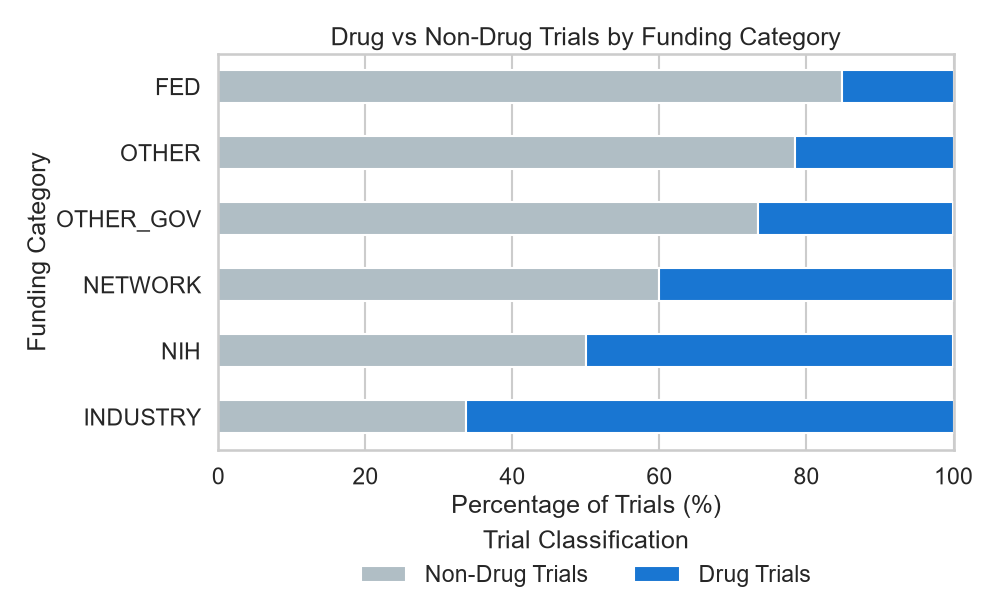 Drug vs Non-Drug Trials by Funding Category
Funding Category
FED
OTHER
OTHER_GOV
NETWORK
NIH
INDUSTRY
0 20 40 60 80 100
Percentage of Trials (%)
Trial Classification
Non-Drug Trials Drug Trials